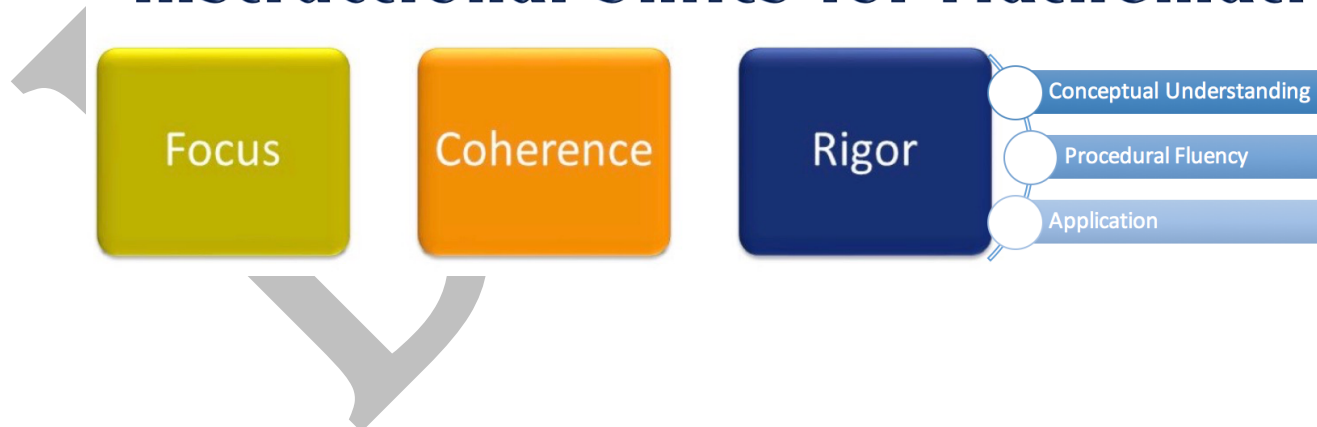 Focus
Coherence
Rigor
Conceptual Understanding
Procedural Fluency
Application